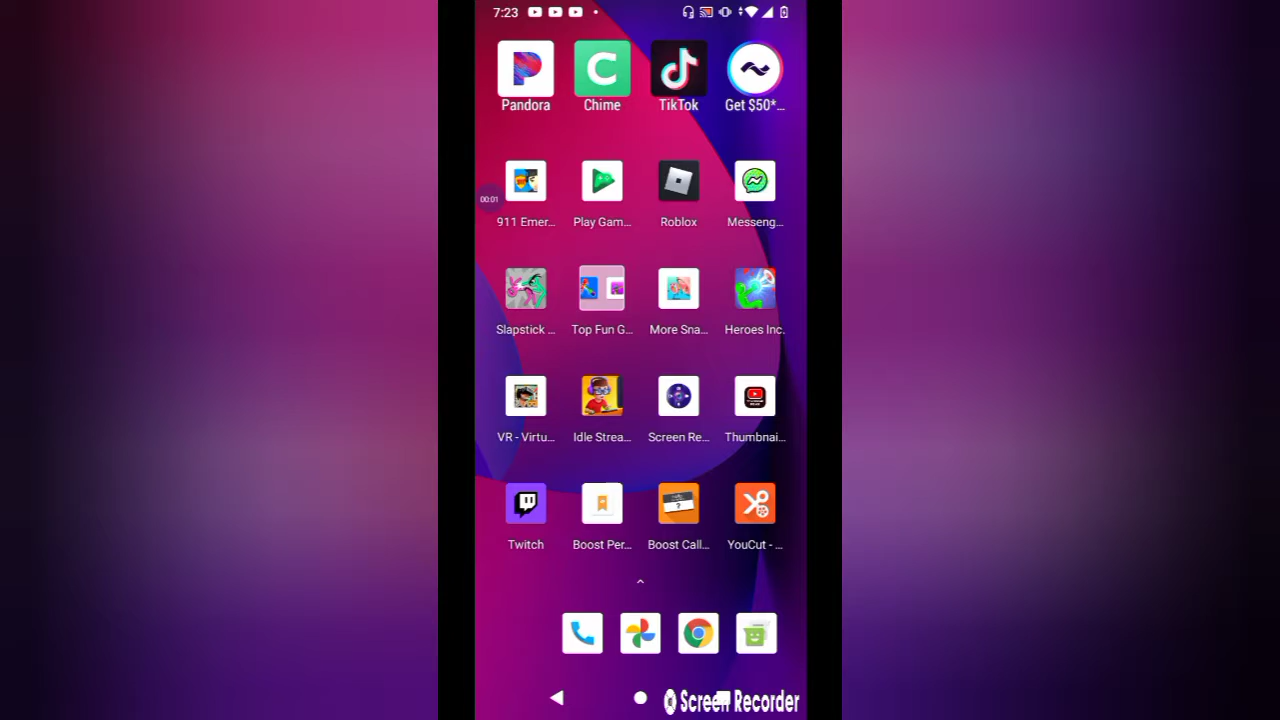 7:23
Pandora Chime TikTok Get $50*...
00:01
911 Emer... Play Gam... Roblox Messeng...
Slapstick ... Top Fun G... More Sna... Heroes Inc.
VR - Virtu... Idle Strea... Screen Re... Thumbnai...
Twitch Boost Per... Boost Call... YouCut - ...
Screen Recorder